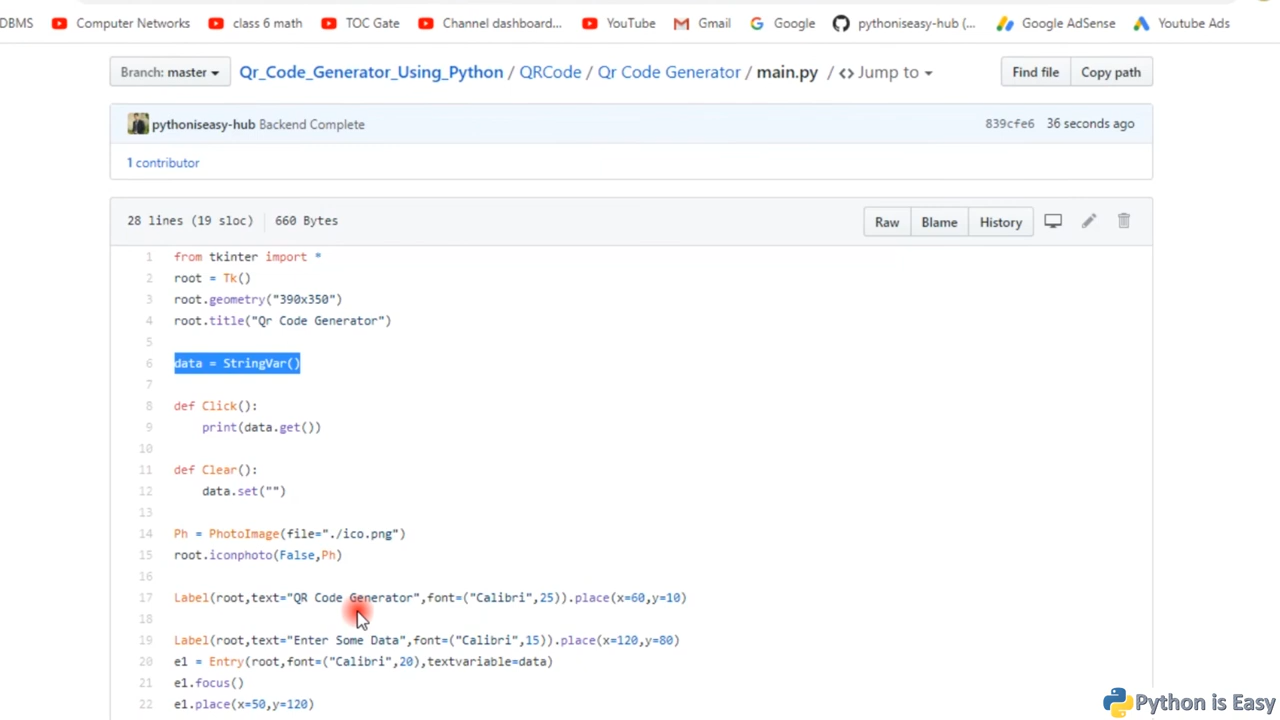 DBMS Computer Networks class 6 math TOC Gate Channel dashboard... YouTube Gmail Google pythoniseasy-hub (... Google AdSense Youtube Ads
Branch: master Qr_Code_Generator_Using_Python / QRCode / Qr Code Generator / main.py / <> Jump to Find file Copy path
pythoniseasy-hub Backend Complete 839cfe6 36 seconds ago
1 contributor
28 lines (19 sloc) 660 Bytes Raw Blame History
1 from tkinter import *
2 root = Tk()
3 root.geometry("390x350")
4 root.title("Qr Code Generator")
5
6 data = StringVar()
7
8 def Click():
9 print(data.get())
10
11 def Clear():
12 data.set("")
13
14 Ph = PhotoImage(file="./ico.png")
15 root.iconphoto(False,Ph)
16
17 Label(root,text="QR Code Generator",font=("Calibri",25)).place(x=60,y=10)
18
19 Label(root,text="Enter Some Data",font=("Calibri",15)).place(x=120,y=80)
20 e1 = Entry(root,font=("Calibri",20),textvariable=data)
21 e1.focus()
22 e1.place(x=50,y=120)
Python is Easy